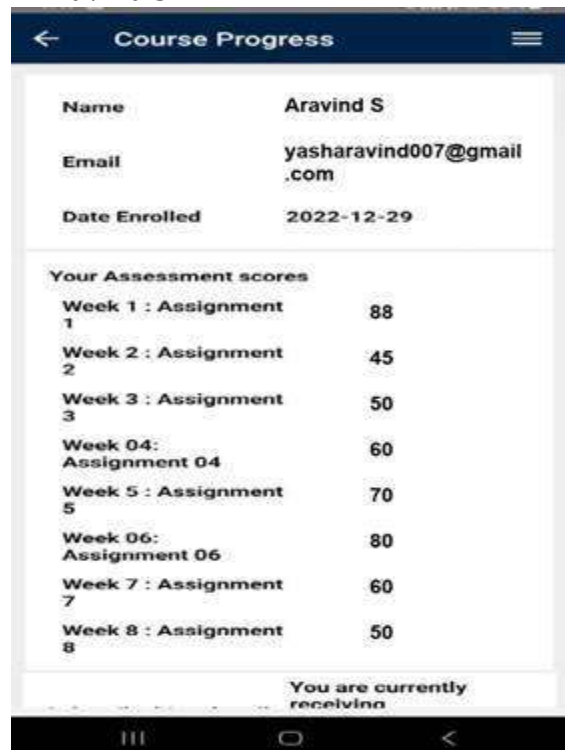 Course Progress
Name Aravind S
Email yasharavind007@gmail
.com
Date Enrolled 2022-12-29
Your Assessment scores
Week 1 : Assignment
1 88
Week 2 : Assignment
2 45
Week 3 : Assignment
3 50
Week 04:
Assignment 04 60
Week 5 : Assignment
5 70
Week 06:
Assignment 06 80
Week 7 : Assignment
7 60
Week 8 : Assignment
8 50
You are currently
receiving